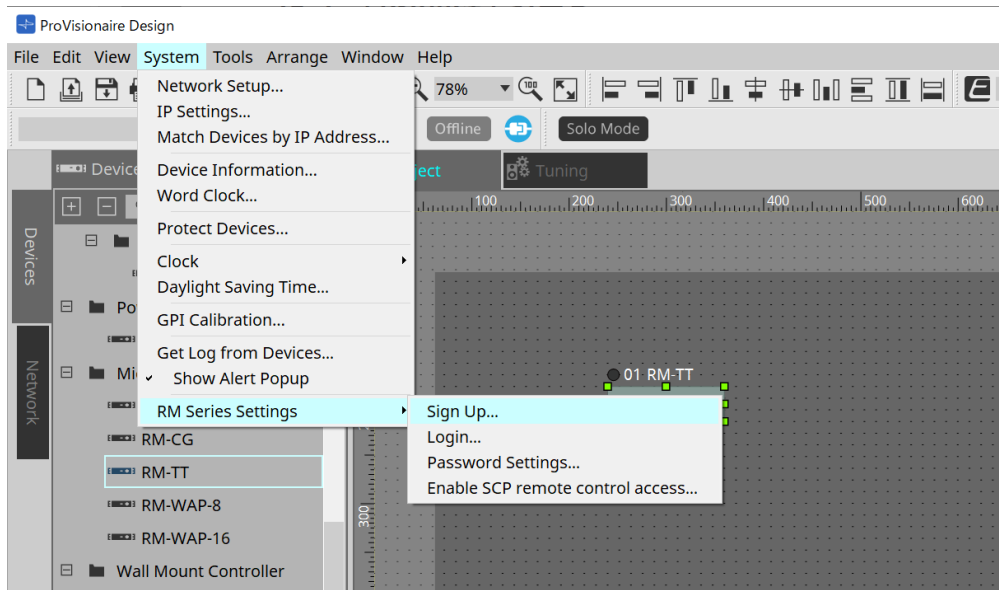 ProVisionaire Design
File Edit View System Tools Arrange Window Help
78%
100
Network Setup...
IP Settings...
Match Devices by IP Address...
Device Information...
Word Clock...
Protect Devices...
Clock
Daylight Saving Time...
GPI Calibration...
Get Log from Devices...
Show Alert Popup
RM Series Settings
Sign Up...
Login...
Password Settings...
Enable SCP remote control access...
Offline
Solo Mode
Tuning
100 200 300 400 500 600
Devices
Network
01 RM-TT
RM-CG
RM-TT
RM-WAP-8
RM-WAP-16
Wall Mount Controller
300